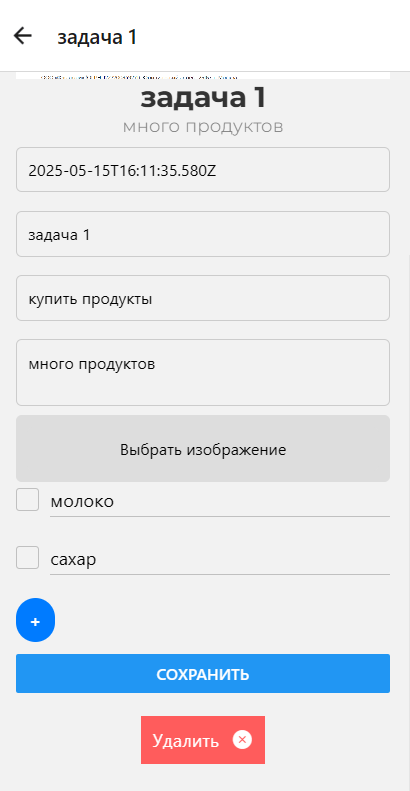 задача 1
задача 1
много продуктов
2025-05-15T16:11:35.580Z
задача 1
купить продукты
много продуктов
Выбрать изображение
молоко
сахар
+
СОХРАНИТЬ
Удалить